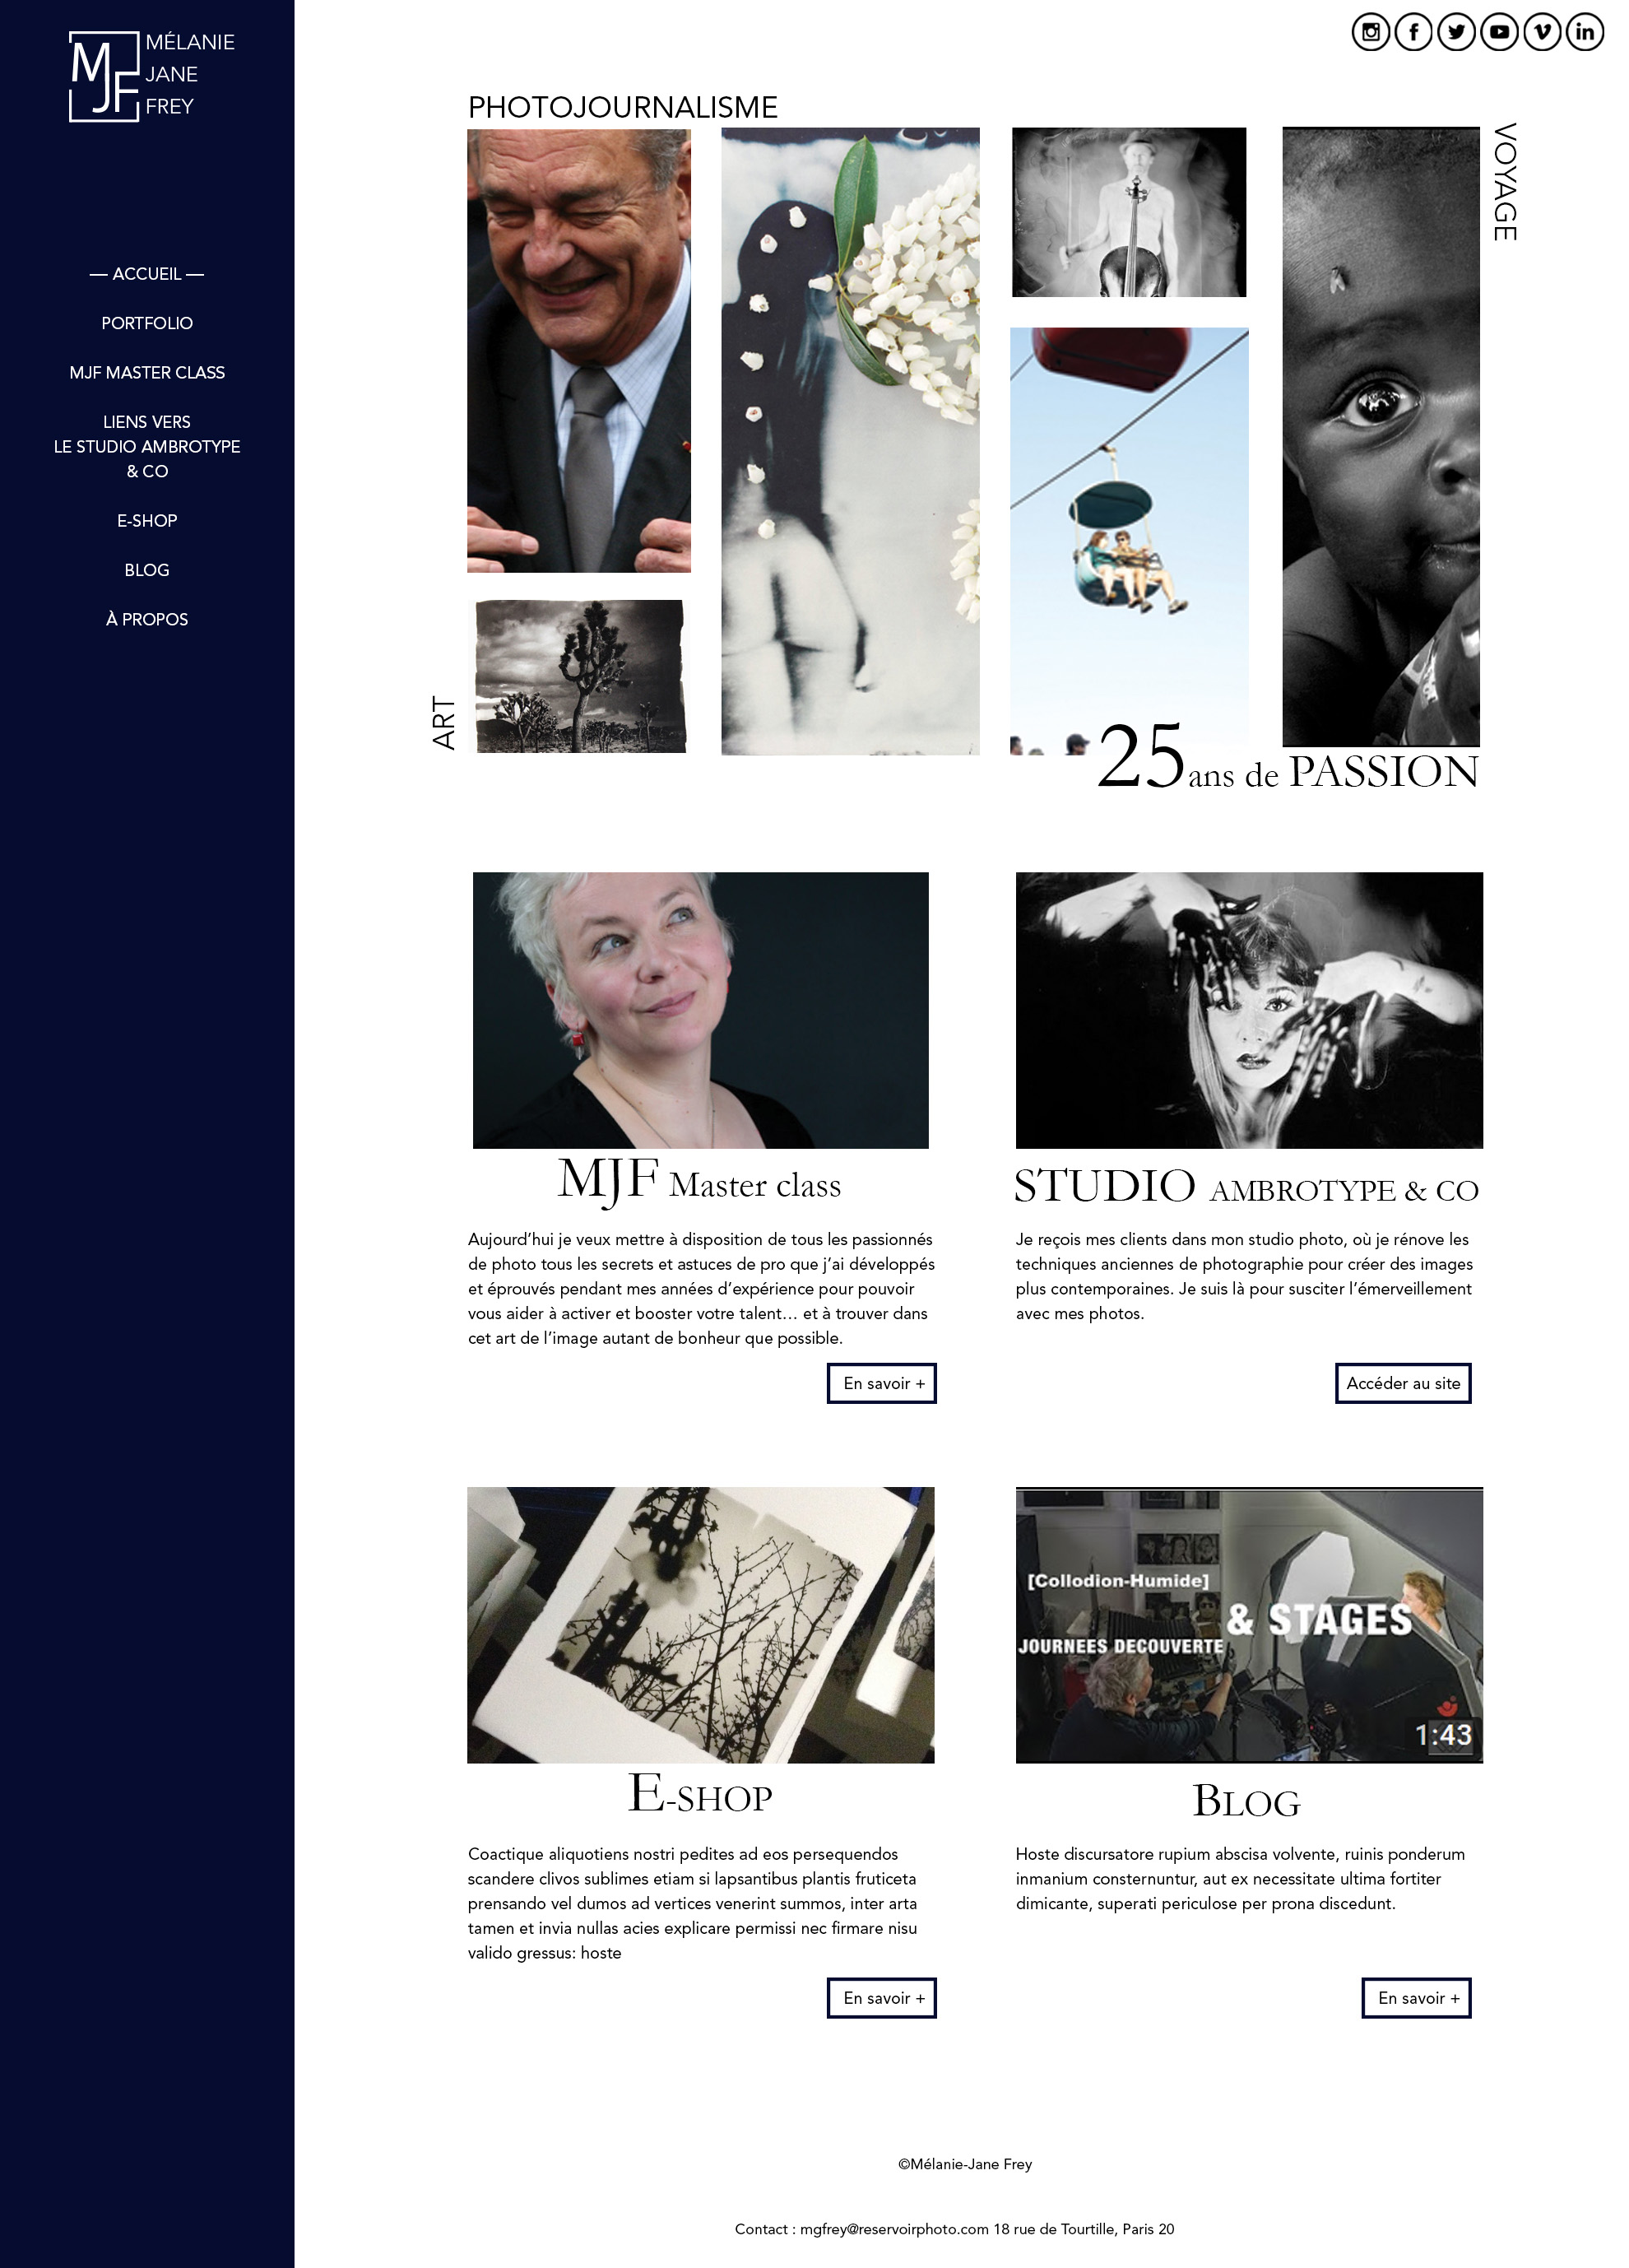 MJF
MÉLANIE
JANE
FREY
— ACCUEIL —
PORTFOLIO
MJF MASTER CLASS
LIENS VERS
LE STUDIO AMBROTYPE
& CO
E-SHOP
BLOG
À PROPOS
PHOTOJOURNALISME
VOYAGE
ART
25 ans de PASSION
MJF Master class
Aujourd’hui je veux mettre à disposition de tous les passionnés
de photo tous les secrets et astuces de pro que j’ai développés
et éprouvés pendant mes années d’expérience pour pouvoir
vous aider à activer et booster votre talent… et à trouver dans
cet art de l’image autant de bonheur que possible.
En savoir +
STUDIO AMBROTYPE & CO
Je reçois mes clients dans mon studio photo, où je rénove les
techniques anciennes de photographie pour créer des images
plus contemporaines. Je suis là pour susciter l’émerveillement
avec mes photos.
Accéder au site
E-SHOP
Coactique aliquotiens nostri pedites ad eos persequendos
scandere clivos sublimes etiam si lapsantibus plantis fruticeta
prensando vel dumos ad vertices venerint summos, inter arta
tamen et invia nullas acies explicare permissi nec firmare nisu
valido gressus: hoste
En savoir +
[Collodion-Humide]
& STAGES
JOURNEES DECOUVERTE
1:43
BLOG
Hoste discursatore rupium abscisa volvente, ruinis ponderum
inmanium consternuntur, aut ex necessitate ultima fortiter
dimicante, superati periculose per prona discedunt.
En savoir +
©Mélanie-Jane Frey
Contact : mgfrey@reservoirphoto.com 18 rue de Tourtille, Paris 20